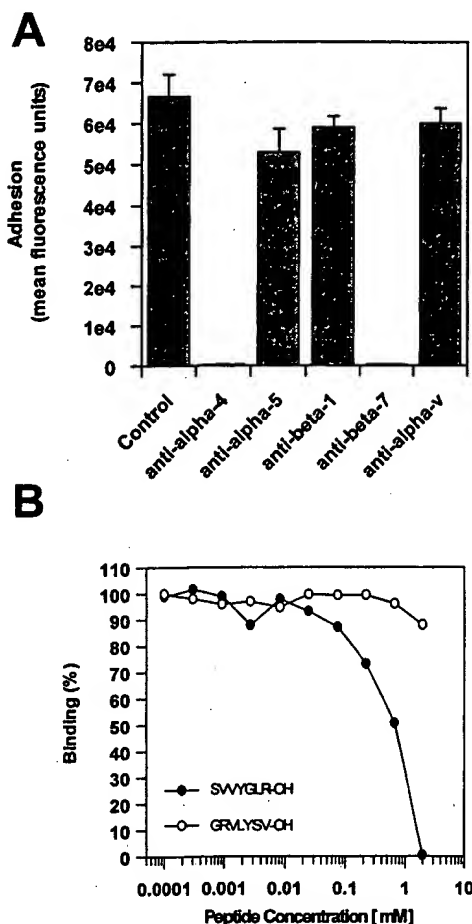 A
Adhesion
(mean fluorescence units)
8e4
7e4
6e4
5e4
4e4
3e4
2e4
1e4
0
Control
anti-alpha-4
anti-alpha-5
anti-beta-1
anti-beta-7
anti-alpha-v
B
Binding (%)
110
100
90
80
70
60
50
40
30
20
10
0
SVVYGLR-OH
GRVLYSV-OH
0.0001 0.001 0.01 0.1 1 10
Peptide Concentration [mM]